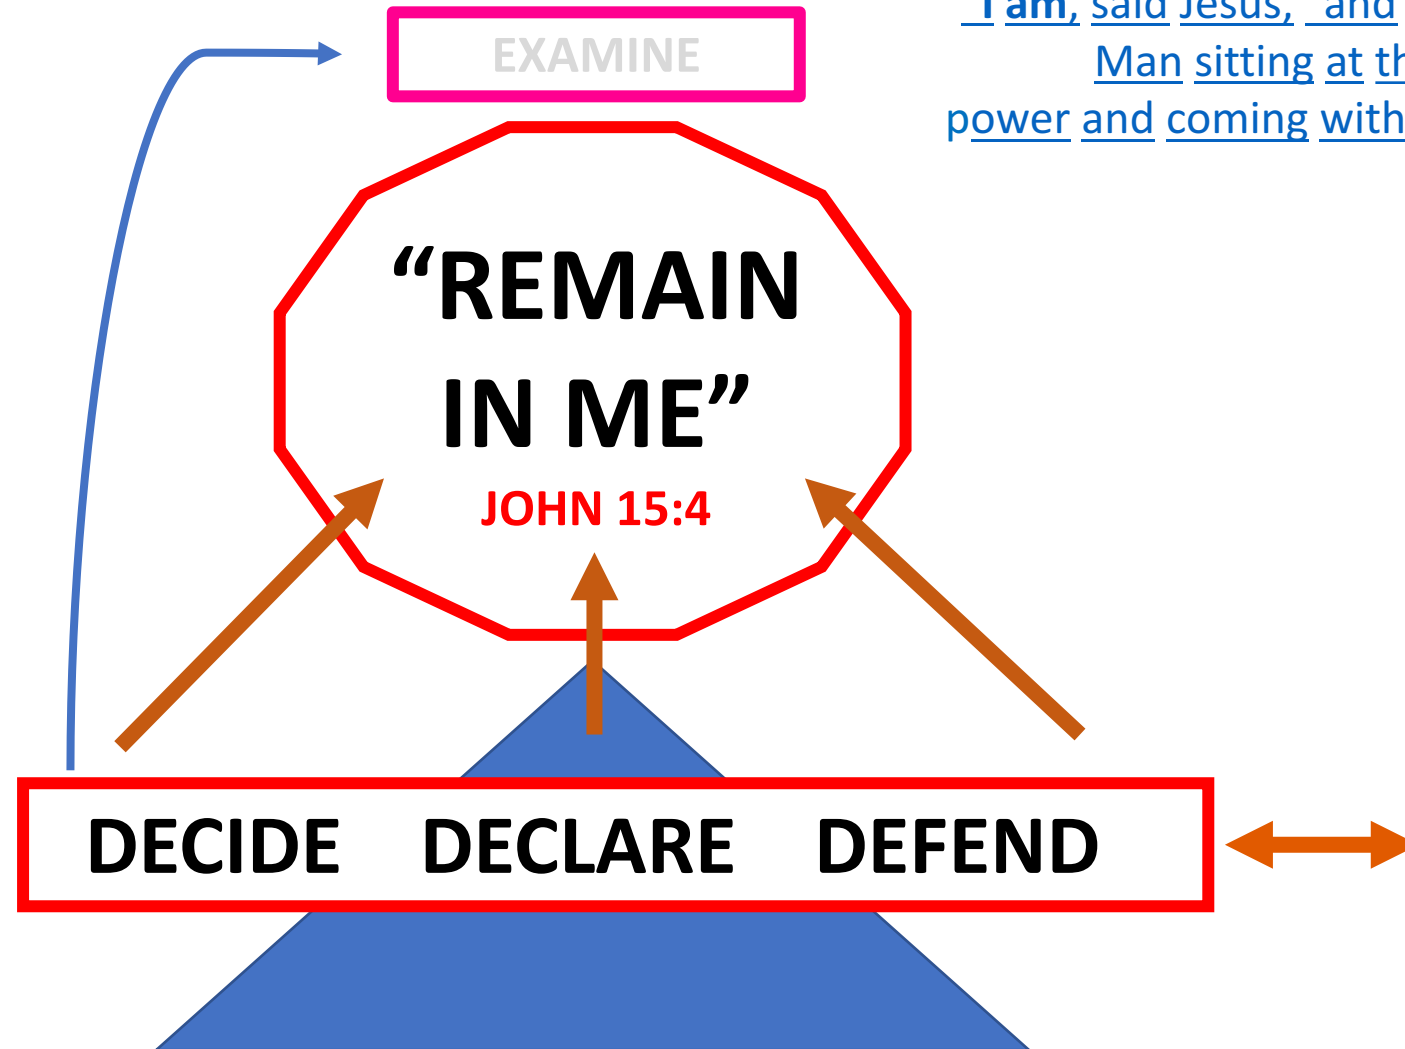 EXAMINE
"I am, said Jesus, "and
Man sitting at th
power and coming with
“REMAIN
IN ME”
JOHN 15:4
DECIDE DECLARE DEFEND